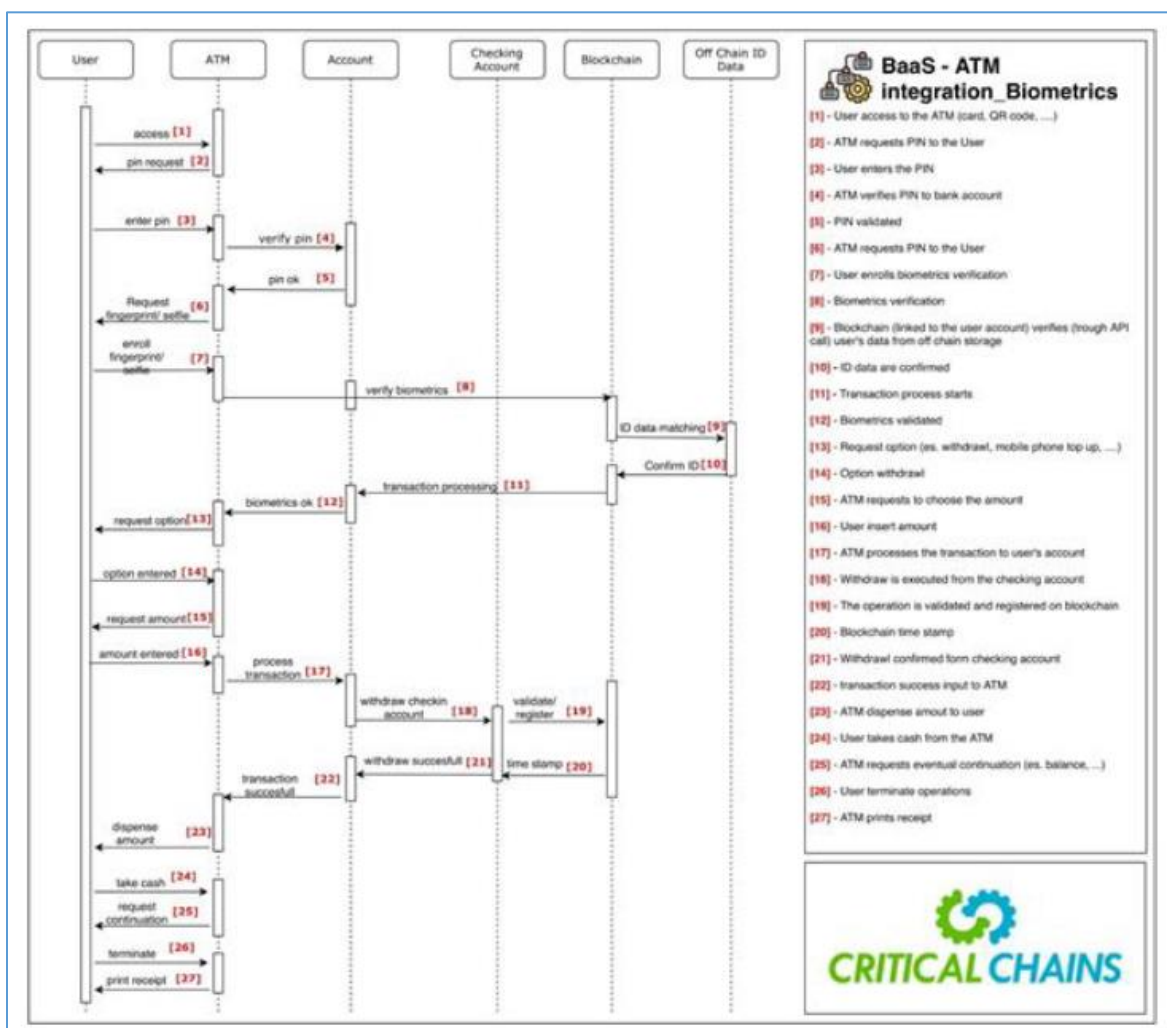 User
ATM
Account
Checking
Account
Blockchain
Off Chain ID
Data
access [1]
pin request [2]
enter pin [3]
verify pin [4]
pin ok [5]
Request
fingerprint/ selfie
[6]
enroll
fingerprint/
selfie
[7]
verify biometrics [8]
ID data matching [9]
Confirm ID [10]
transaction processing [11]
biometrics ok [12]
request option [13]
option entered [14]
request amount [15]
amount entered [16]
process
transaction
[17]
withdraw checkin
account
[18]
validate/
register
[19]
time stamp [20]
withdraw succesfull [21]
transaction
succesfull
[22]
dispense
amount
[23]
take cash [24]
request
continuation
[25]
terminate [26]
print receipt [27]
BaaS - ATM
integration_Biometrics
[1] - User access to the ATM (card, QR code, ....)
[2] - ATM requests PIN to the User
[3] - User enters the PIN
[4] - ATM verifies PIN to bank account
[5] - PIN validated
[6] - ATM requests PIN to the User
[7] - User enrolls biometrics verification
[8] - Biometrics verification
[9] - Blockchain (linked to the user account) verifies (trough API
call) user's data from off chain storage
[10] - ID data are confirmed
[11] - Transaction process starts
[12] - Biometrics validated
[13] - Request option (es. withdrawl, mobile phone top up, ....)
[14] - Option withdrawl
[15] - ATM requests to choose the amount
[16] - User insert amount
[17] - ATM processes the transaction to user's account
[18] - Withdraw is executed from the checking account
[19] - The operation is validated and registered on blockchain
[20] - Blockchain time stamp
[21] - Withdrawl confirmed form checking account
[22] - transaction success input to ATM
[23] - ATM dispense amout to user
[24] - User takes cash from the ATM
[25] - ATM requests eventual continuation (es. balance, ...)
[26] - User terminate operations
[27] - ATM prints receipt
CRITICAL CHAINS